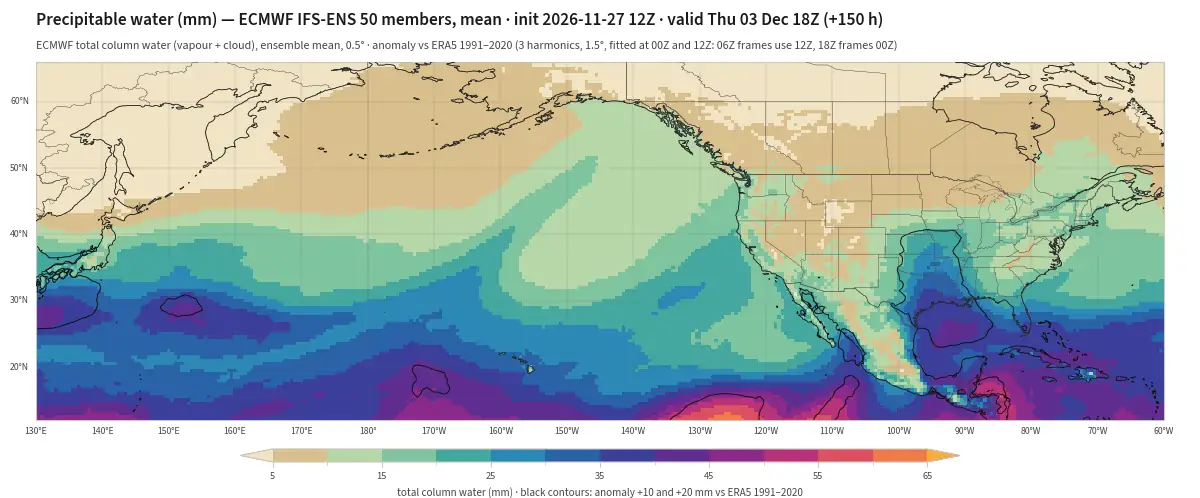 Precipitable water (mm) — ECMWF IFS-ENS 50 members, mean · init 2026-11-27 12Z · valid Thu 03 Dec 18Z (+150 h)
ECMWF total column water (vapour + cloud), ensemble mean, 0.5° · anomaly vs ERA5 1991–2020 (3 harmonics, 1.5°, fitted at 00Z and 12Z: 06Z frames use 12Z, 18Z frames 00Z)
60°N
50°N
40°N
30°N
20°N
130°E 140°E 150°E 160°E 170°E 180° 170°W 160°W 150°W 140°W 130°W 120°W 110°W 100°W 90°W 80°W 70°W 60°W
5 15 25 35 45 55 65
total column water (mm) · black contours: anomaly +10 and +20 mm vs ERA5 1991–2020